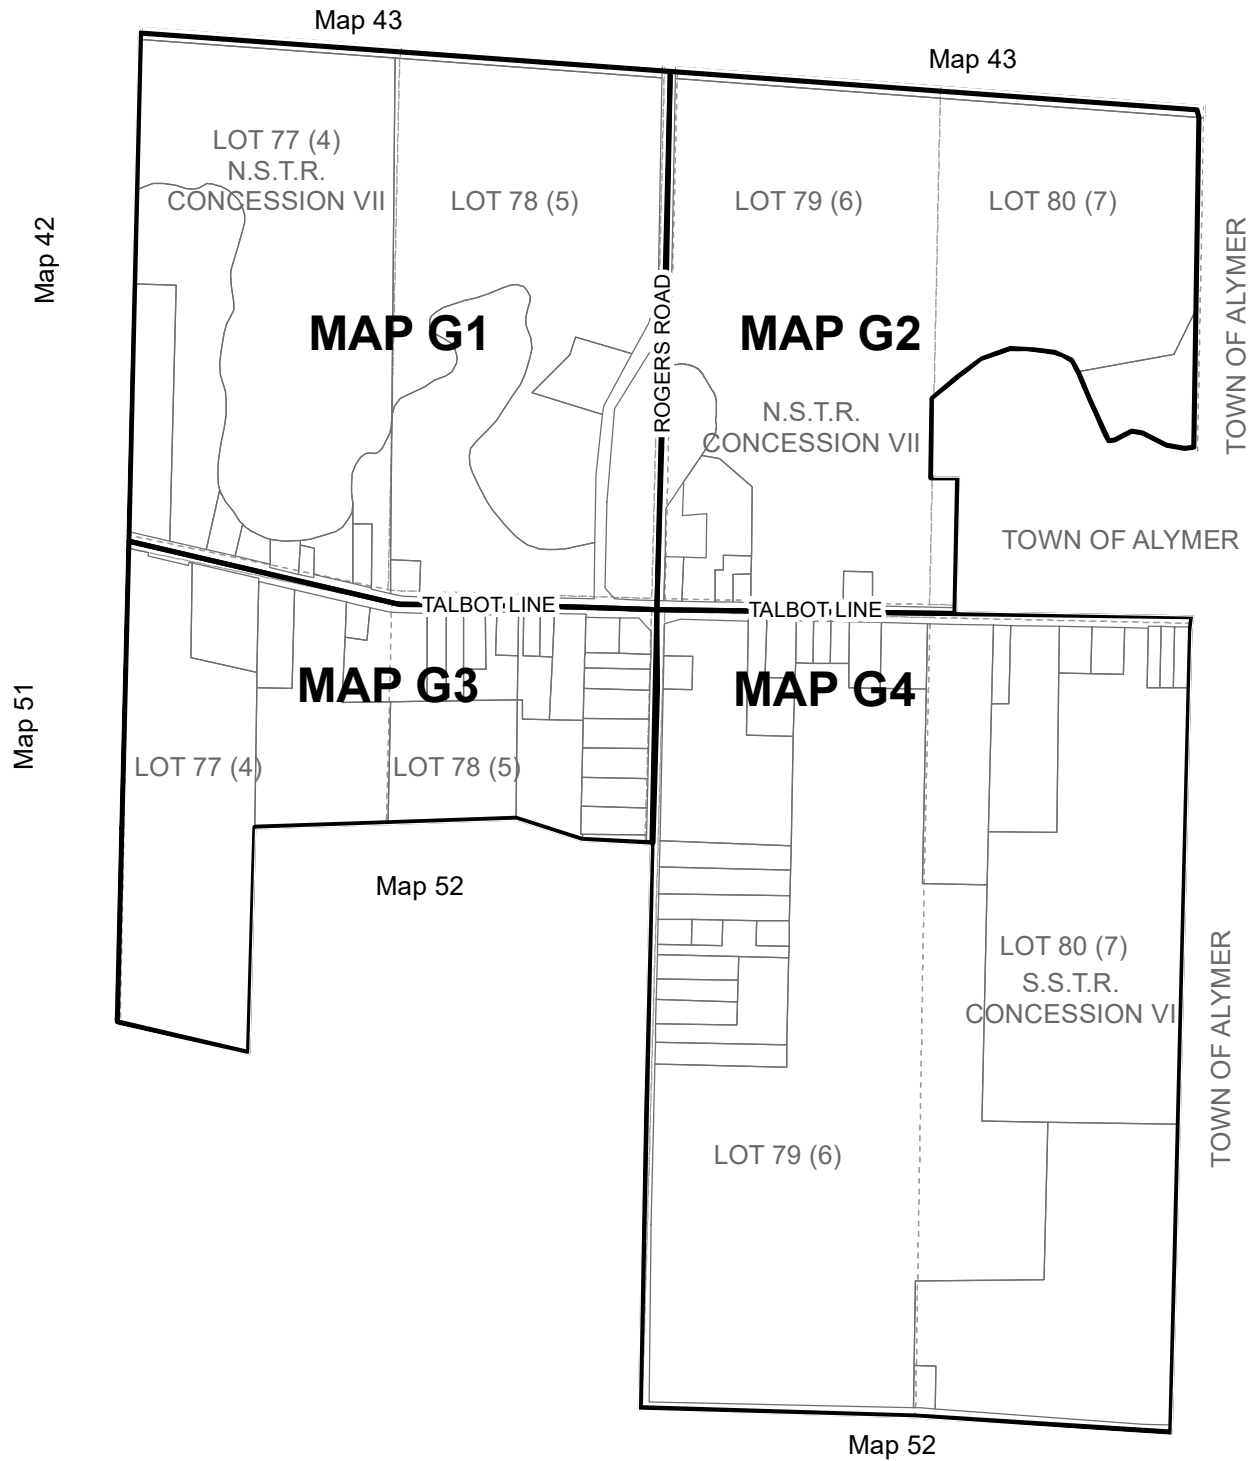 Map 43
Map 43
LOT 77 (4)
N.S.T.R.
CONCESSION VII
LOT 78 (5)
LOT 79 (6)
LOT 80 (7)
Map 42
TOWN OF ALYMER
ROGERS ROAD
MAP G1
MAP G2
N.S.T.R.
CONCESSION VII
TOWN OF ALYMER
TALBOT LINE
TALBOT LINE
MAP G3
MAP G4
Map 51
LOT 77 (4)
LOT 78 (5)
Map 52
LOT 80 (7)
S.S.T.R.
CONCESSION VI
TOWN OF ALYMER
LOT 79 (6)
Map 52